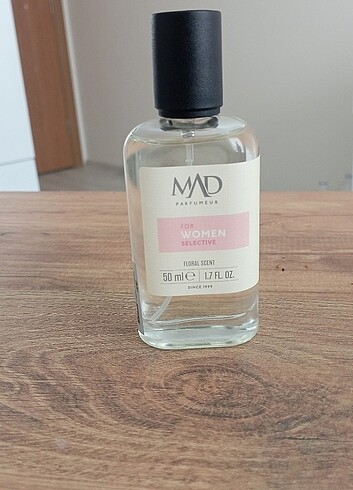 MAD
PARFUMEUR
FOR
WOMEN
SELECTIVE
FLORAL SCENT
50 ml ℮ 1.7 FL. OZ.
SINCE 1999